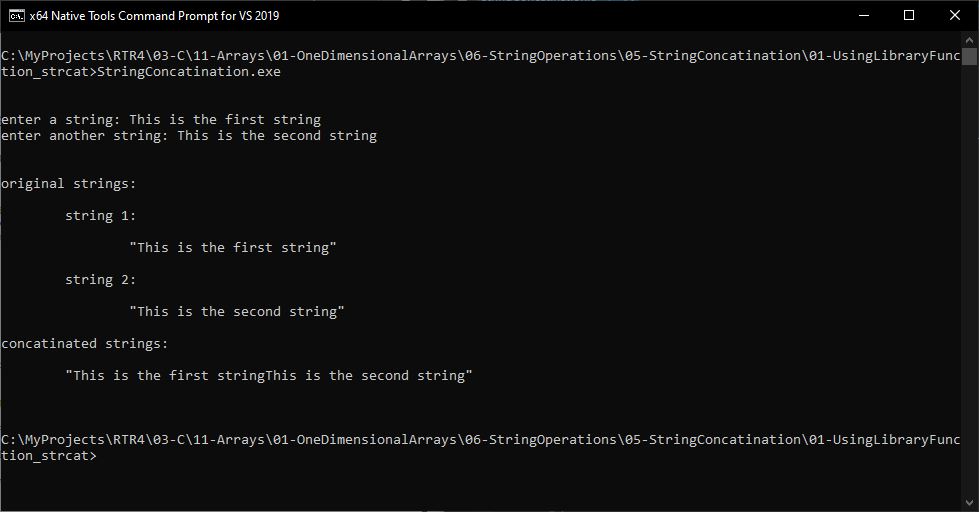 x64 Native Tools Command Prompt for VS 2019
C:\MyProjects\RTR4\03-C\11-Arrays\01-OneDimensionalArrays\06-StringOperations\05-StringConcatination\01-UsingLibraryFunc
tion_strcat>StringConcatination.exe
enter a string: This is the first string
enter another string: This is the second string
original strings:
string 1:
"This is the first string"
string 2:
"This is the second string"
concatinated strings:
"This is the first stringThis is the second string"
C:\MyProjects\RTR4\03-C\11-Arrays\01-OneDimensionalArrays\06-StringOperations\05-StringConcatination\01-UsingLibraryFunc
tion_strcat>